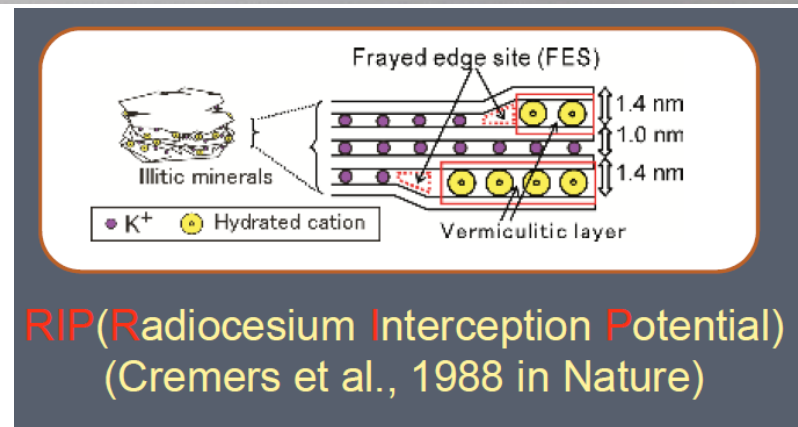 Frayed edge site (FES)
1.4 nm
1.0 nm
1.4 nm
Illitic minerals
K+ Hydrated cation
Vermiculitic layer
RIP(Radiocesium Interception Potential)
(Cremers et al., 1988 in Nature)